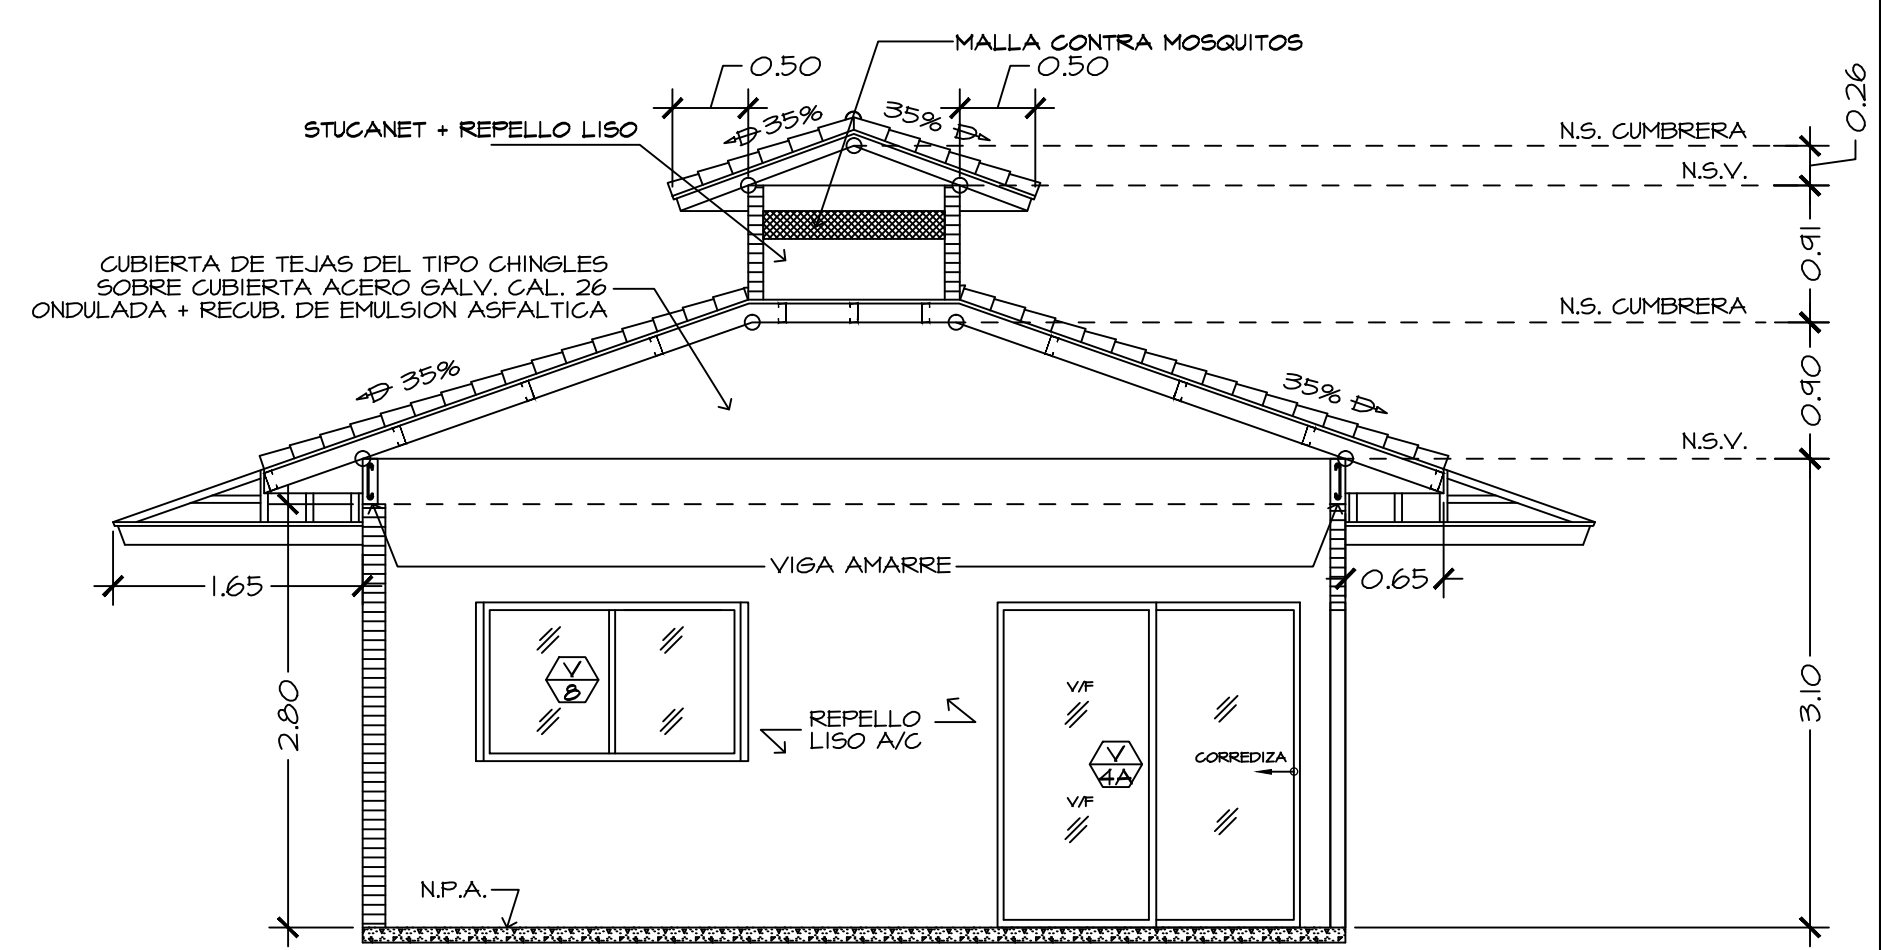 MALLA CONTRA MOSQUITOS
0.50
0.50
0.26
35%
35%
STUCANET + REPELLO LISO
N.S. CUMBRERA
N.S.V.
0.91
CUBIERTA DE TEJAS DEL TIPO CHINGLES
SOBRE CUBIERTA ACERO GALV. CAL. 26
ONDULADA + RECUB. DE EMULSION ASFALTICA
N.S. CUMBRERA
35%
35%
0.90
N.S.V.
VIGA AMARRE
1.65
0.65
V
8
2.80
V/F
3.10
REPELLO
LISO A/C
V
4A
CORREDIZA
V/F
N.P.A.